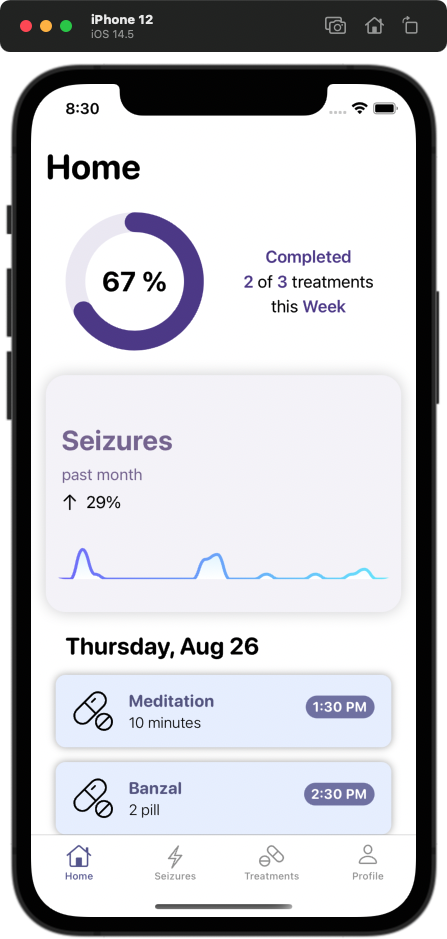 iPhone 12
iOS 14.5
8:30
Home
67 %
Completed
2 of 3 treatments
this Week
Seizures
past month
↑ 29%
Thursday, Aug 26
Meditation
10 minutes
1:30 PM
Banzal
2 pill
2:30 PM
Home Seizures Treatments Profile